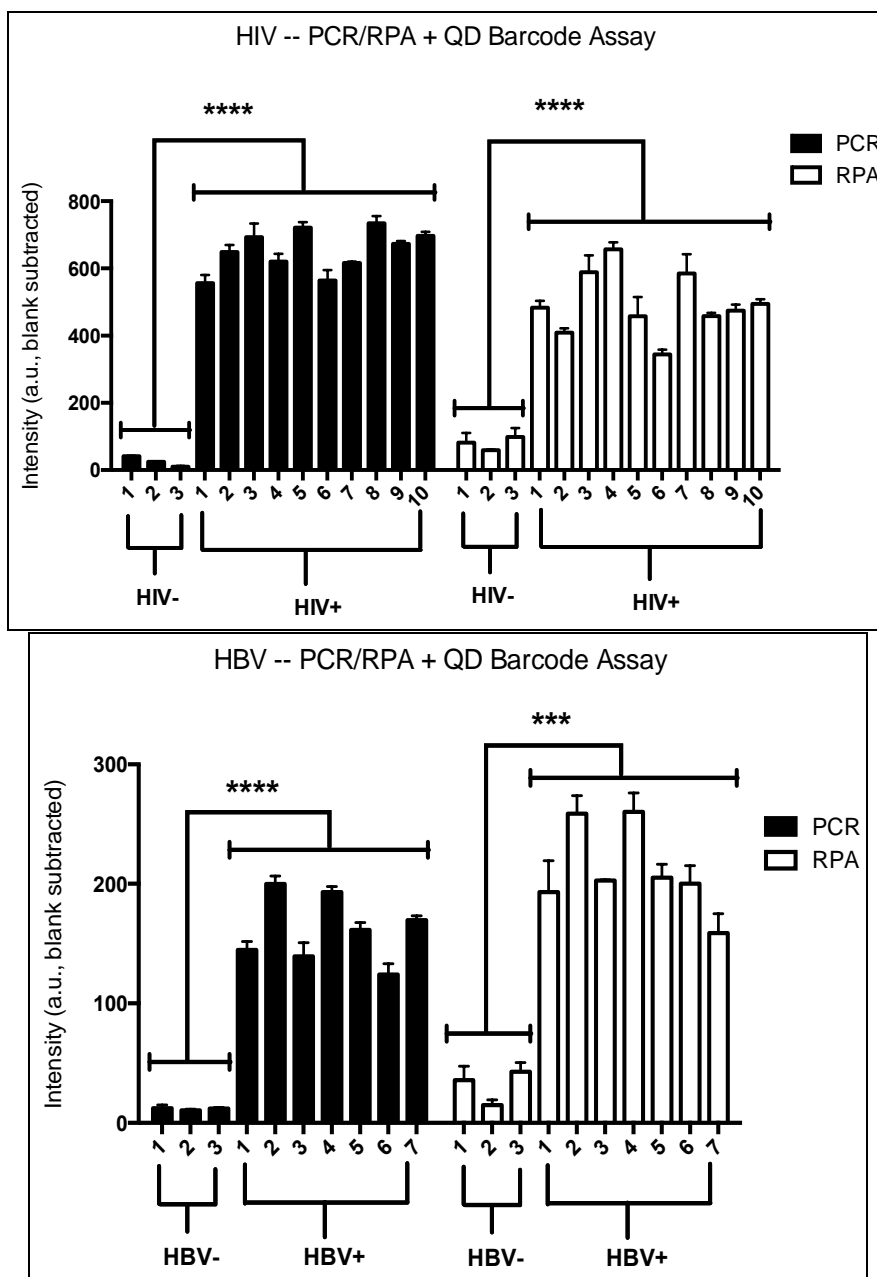 HIV -- PCR/RPA + QD Barcode Assay
**** ****
PCR
RPA
Intensity (a.u., blank subtracted)
800
600
400
200
0
1 2 3 1 2 3 4 5 6 7 8 9 10 1 2 3 1 2 3 4 5 6 7 8 9 10
HIV- HIV+ HIV- HIV+
HBV -- PCR/RPA + QD Barcode Assay
**** ***
PCR
RPA
Intensity (a.u., blank subtracted)
300
200
100
0
1 2 3 1 2 3 4 5 6 7 1 2 3 1 2 3 4 5 6 7
HBV- HBV+ HBV- HBV+